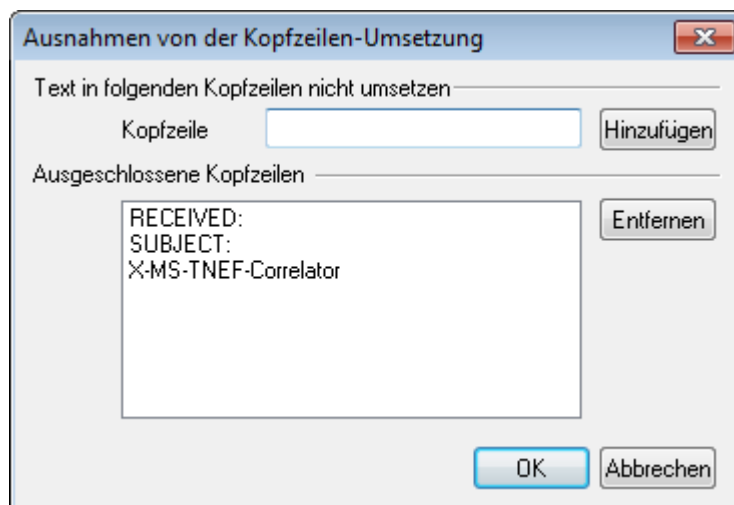 Ausnahmen von der Kopfzeilen-Umsetzung
Text in folgenden Kopfzeilen nicht umsetzen
Kopfzeile
Hinzufügen
Ausgeschlossene Kopfzeilen
RECEIVED:
Entfernen
SUBJECT:
X-MS-TNEF-Correlator
OK
Abbrechen